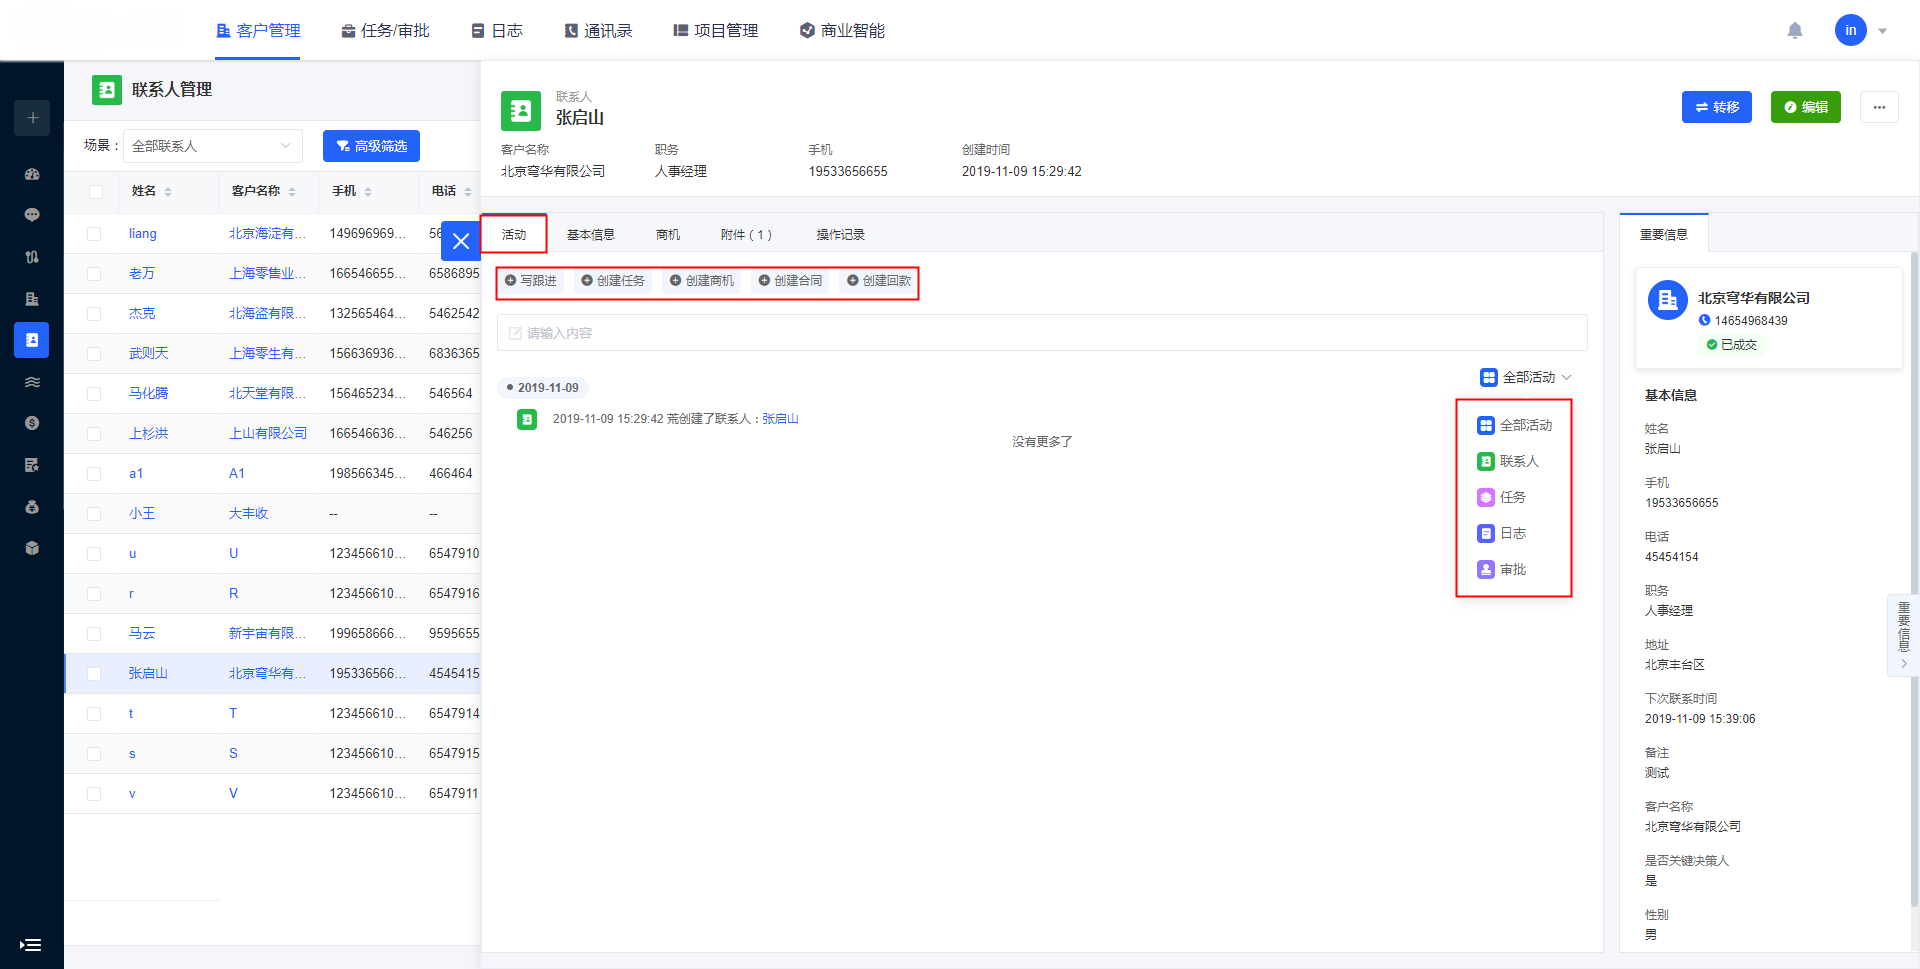 客户管理 任务/审批 日志 通讯录 项目管理 商业智能 in
联系人管理
场景： 全部联系人 高级筛选
姓名 客户名称 手机 电话
liang 北京海淀有... 149696969... 56
老万 上海零售业... 166546655... 6586895
杰克 北海盗有限... 132565464... 5462542
武则天 上海零生有... 156636936... 6836365
马化腾 北天堂有限... 156465234... 546564
上杉洪 上山有限公司 166546636... 546256
a1 A1 198566345... 466464
小王 大丰收 -- --
u U 123456610... 6547910
r R 123456610... 6547916
马云 新宇宙有限... 199658666... 9595655
张启山 北京穹华有... 195336566... 4545415
t T 123456610... 6547914
s S 123456610... 6547915
v V 123456610... 6547911
联系人
张启山
转移 编辑 ...
客户名称 职务 手机 创建时间
北京穹华有限公司 人事经理 19533656655 2019-11-09 15:29:42
活动 基本信息 商机 附件（1） 操作记录
写跟进 创建任务 创建商机 创建合同 创建回款
请输入内容
全部活动
2019-11-09
2019-11-09 15:29:42 荒创建了联系人：张启山
没有更多了
全部活动
联系人
任务
日志
审批
重要信息
北京穹华有限公司
14654968439
已成交
基本信息
姓名
张启山
手机
19533656655
电话
45454154
职务
人事经理
地址
北京丰台区
下次联系时间
2019-11-09 15:39:06
备注
测试
客户名称
北京穹华有限公司
是否关键决策人
是
性别
男
重要信息